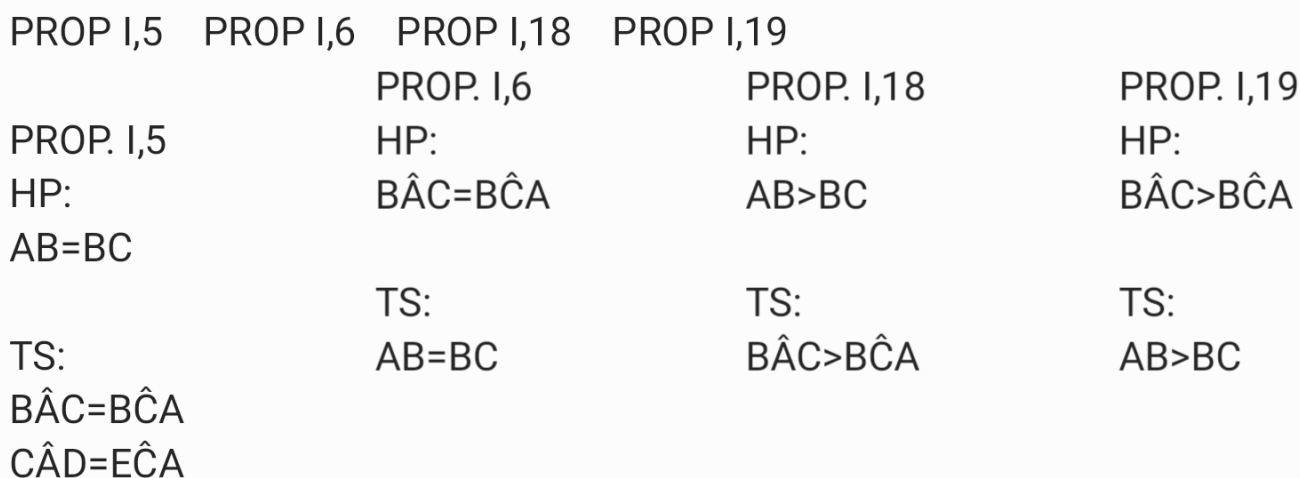 PROP I,5 PROP I,6 PROP I,18 PROP I,19
PROP. I,5
HP:
AB=BC
TS:
BÂC=BĈA
CÂD=EĈA
PROP. I,6
HP:
BÂC=BĈA
TS:
AB=BC
PROP. I,18
HP:
AB>BC
TS:
BÂC>BĈA
PROP. I,19
HP:
BÂC>BĈA
TS:
AB>BC